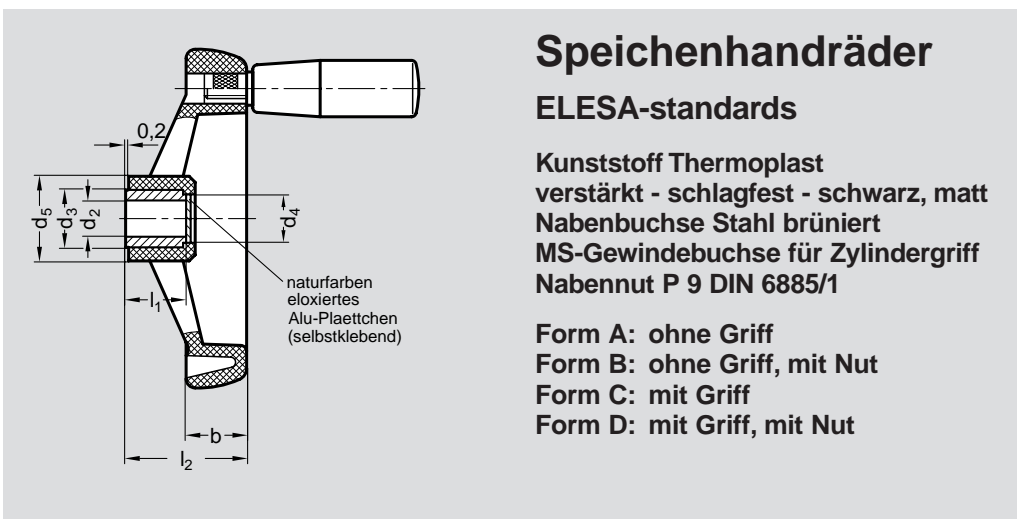 Speichenhandräder
ELESA-standards
Kunststoff Thermoplast
verstärkt - schlagfest - schwarz, matt
Nabenbuchse Stahl brüniert
MS-Gewindebuchse für Zylindergriff
Nabennut P 9 DIN 6885/1
Form A: ohne Griff
Form B: ohne Griff, mit Nut
Form C: mit Griff
Form D: mit Griff, mit Nut
0,2
d5
d3
d2
d4
l1
naturfarben
eloxiertes
Alu-Plaettchen
(selbstklebend)
b
l2